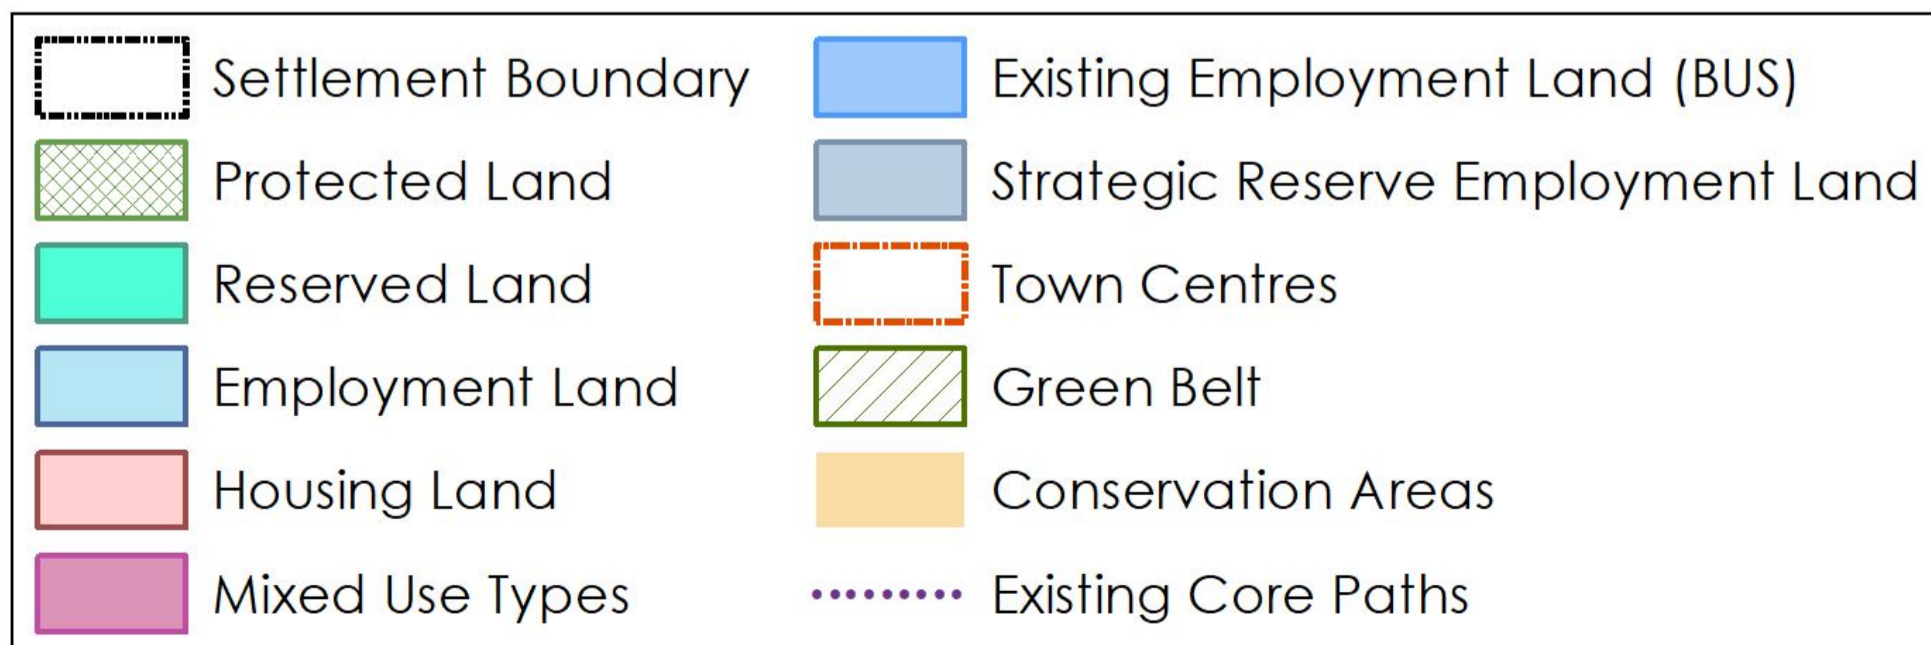 Settlement Boundary
Protected Land
Reserved Land
Employment Land
Housing Land
Mixed Use Types
Existing Employment Land (BUS)
Strategic Reserve Employment Land
Town Centres
Green Belt
Conservation Areas
Existing Core Paths